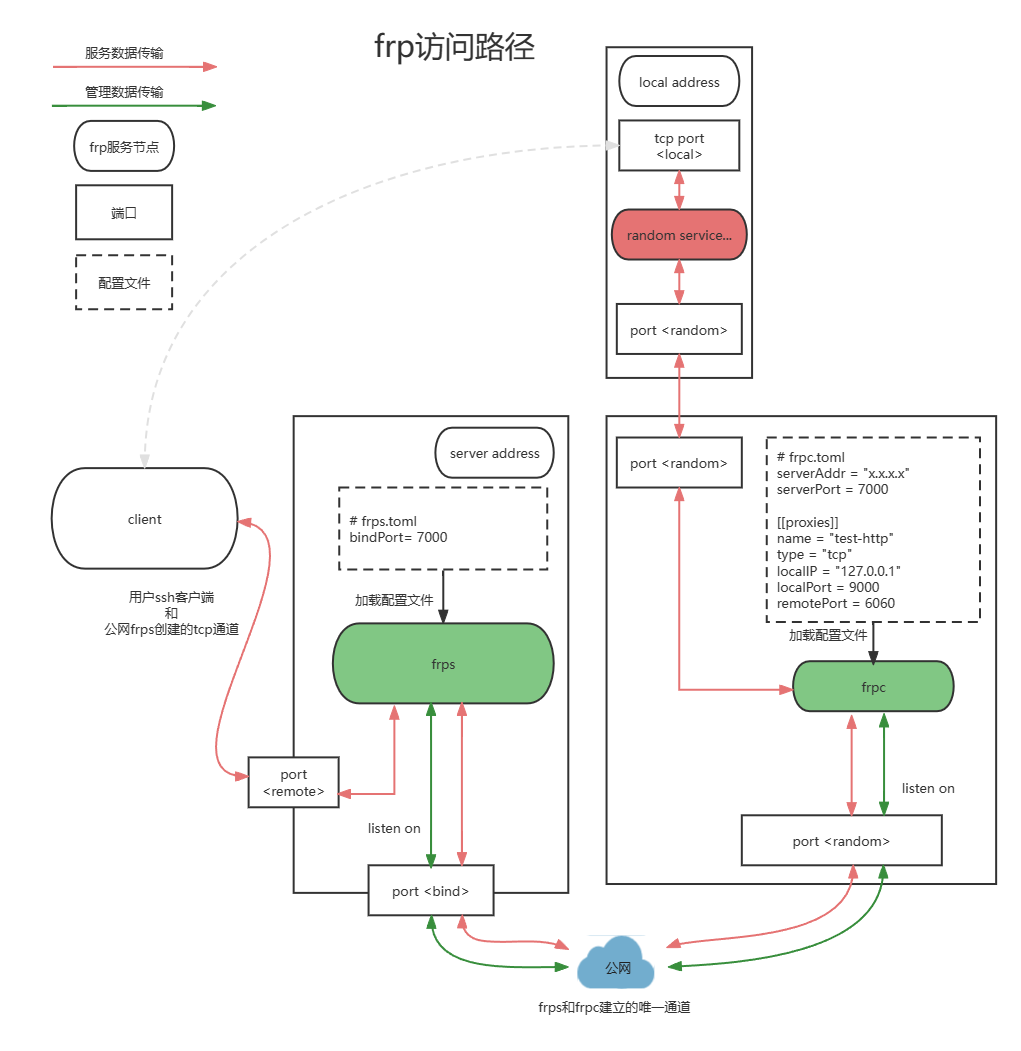 frp访问路径
服务数据传输
管理数据传输
frp服务节点
端口
配置文件
local address
tcp port
<local>
random service...
port <random>
client
用户ssh客户端
和
公网frps创建的tcp通道
server address
# frps.toml
bindPort= 7000
加载配置文件
frps
port
<remote>
listen on
port <bind>
port <random>
# frpc.toml
serverAddr = "x.x.x.x"
serverPort = 7000
[[proxies]]
name = "test-http"
type = "tcp"
localIP = "127.0.0.1"
localPort = 9000
remotePort = 6060
加载配置文件
frpc
listen on
port <random>
公网
frps和frpc建立的唯一通道